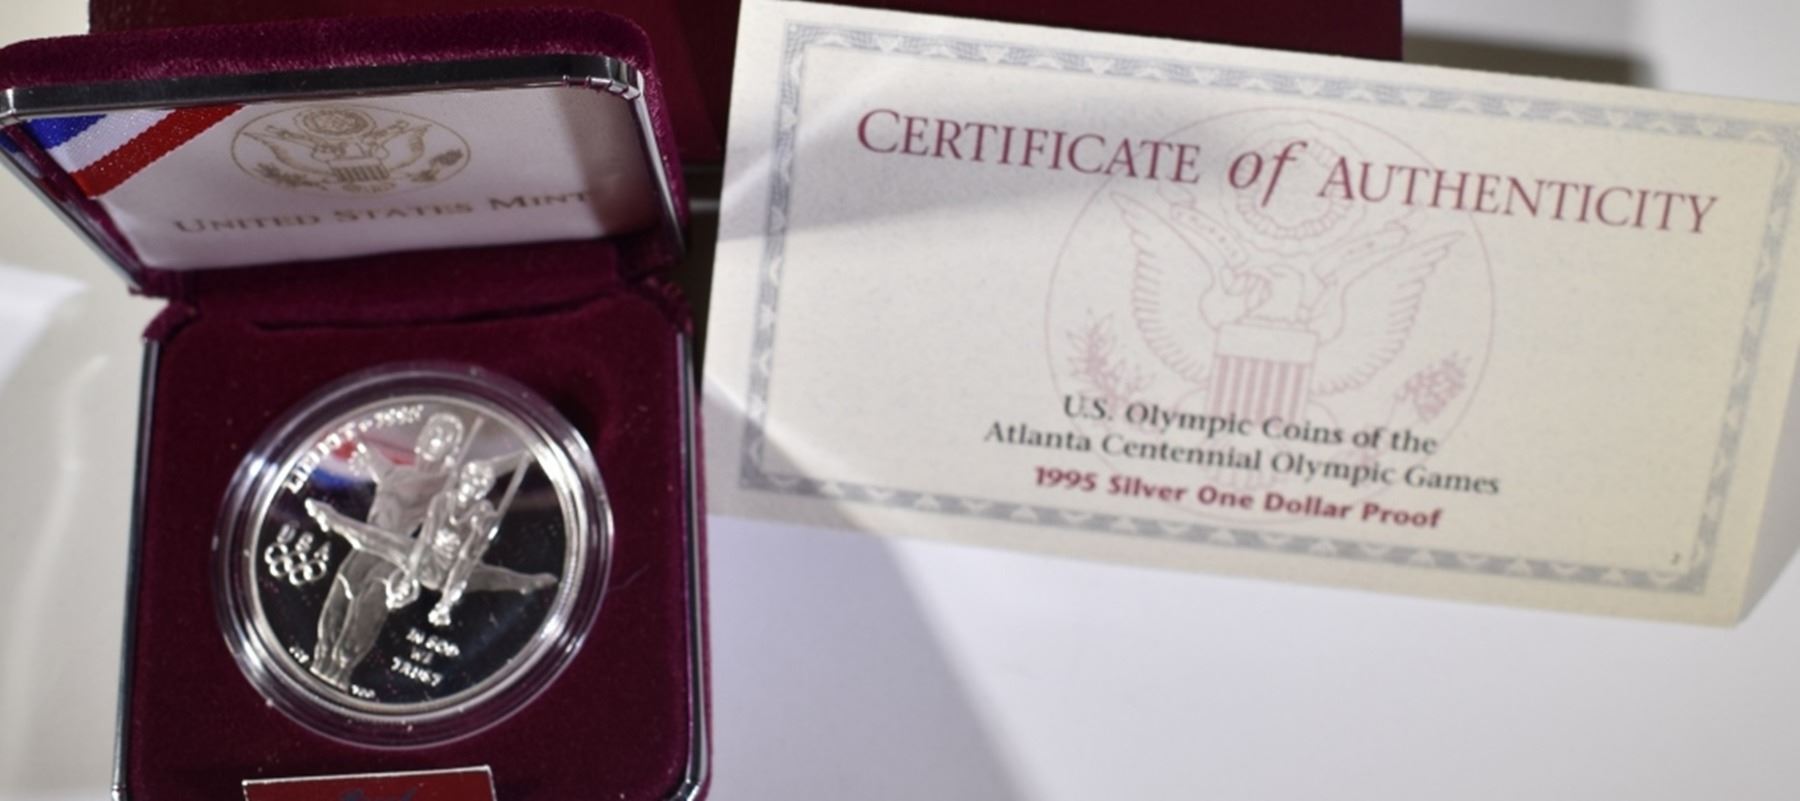 UNITED STATES MINT
LIBERTY 1995
USA
IN GOD
WE
TRUST
CERTIFICATE of AUTHENTICITY
U.S. Olympic Coins of the
Atlanta Centennial Olympic Games
1995 Silver One Dollar Proof